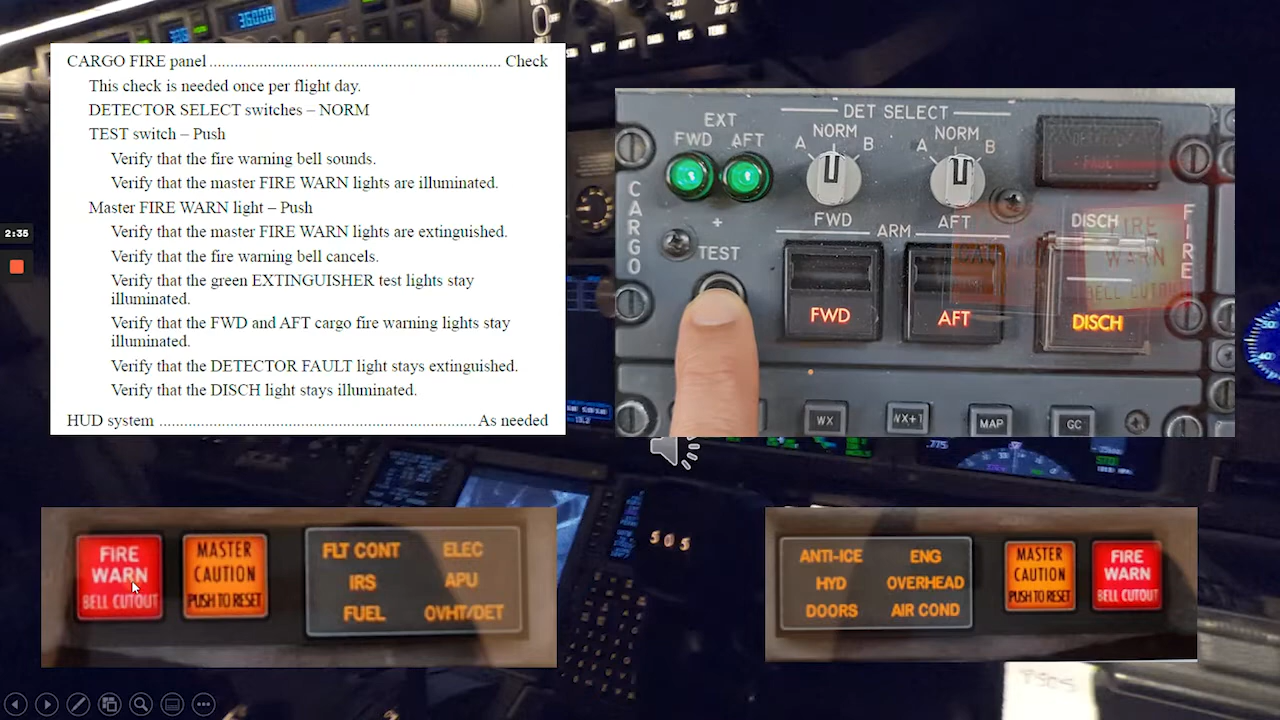 36000
CARGO FIRE panel ................................................................. Check
This check is needed once per flight day.
DETECTOR SELECT switches – NORM
TEST switch – Push
Verify that the fire warning bell sounds.
Verify that the master FIRE WARN lights are illuminated.
Master FIRE WARN light – Push
Verify that the master FIRE WARN lights are extinguished.
Verify that the fire warning bell cancels.
Verify that the green EXTINGUISHER test lights stay
illuminated.
Verify that the FWD and AFT cargo fire warning lights stay
illuminated.
Verify that the DETECTOR FAULT light stays extinguished.
Verify that the DISCH light stays illuminated.
HUD system ....................................................................... As needed
2:35
EXT
FWD AFT
DET SELECT
NORM
A B
NORM
A B
FWD
AFT
ARM
CARGO
+
TEST
FWD
AFT
DISCH
DISCH
FIRE
FAULT
FIRE
WARN
BELL CUTOUT
WX
WX+T
MAP
GC
505
FIRE
WARN
BELL CUTOUT
MASTER
CAUTION
PUSH TO RESET
FLT CONT ELEC
IRS APU
FUEL OVHT/DET
ANTI-ICE ENG
HYD OVERHEAD
DOORS AIR COND
MASTER
CAUTION
PUSH TO RESET
FIRE
WARN
BELL CUTOUT